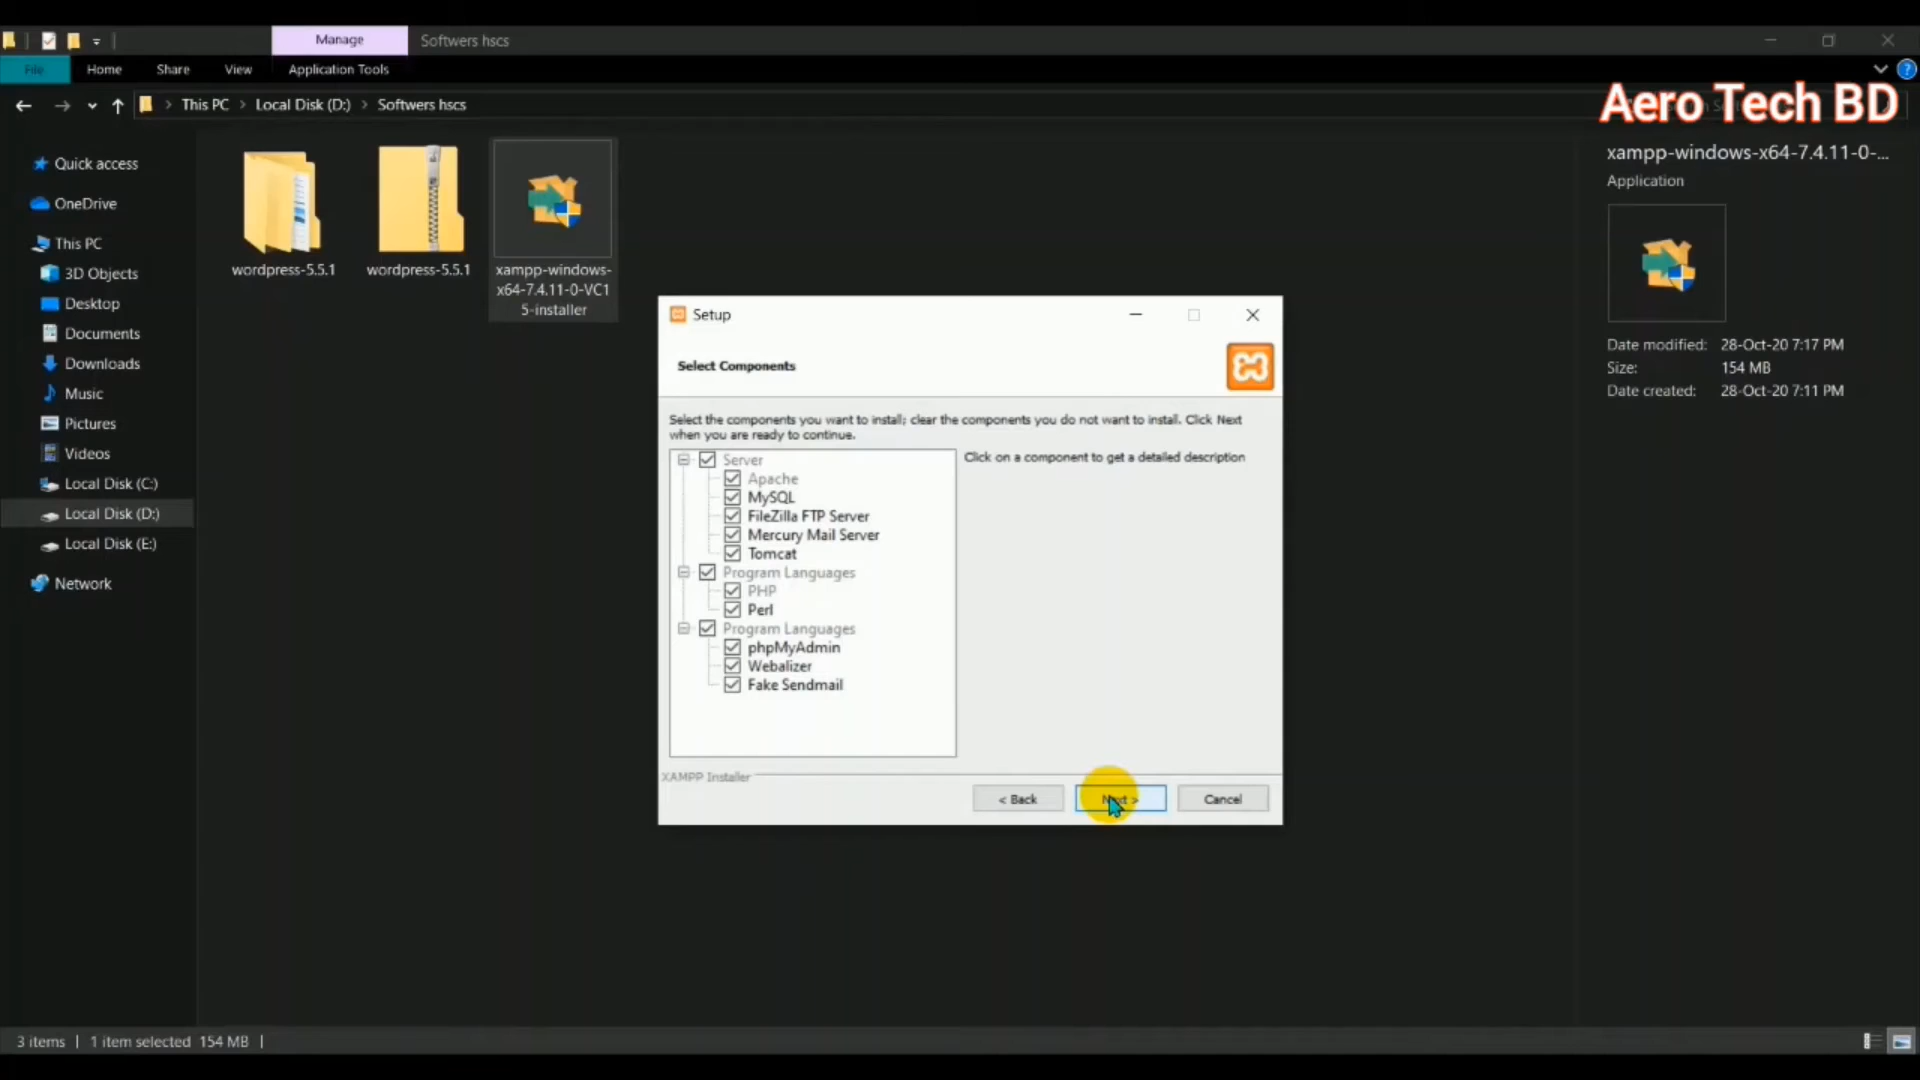 Manage
Softwers hscs
File
Home
Share
View
Application Tools
This PC
Local Disk (D:)
Softwers hscs
Aero Tech BD
Quick access
OneDrive
This PC
3D Objects
Desktop
Documents
Downloads
Music
Pictures
Videos
Local Disk (C:)
Local Disk (D:)
Local Disk (E:)
Network
wordpress-5.5.1
wordpress-5.5.1
xampp-windows-
x64-7.4.11-0-VC1
5-installer
xampp-windows-x64-7.4.11-0-...
Application
Date modified: 28-Oct-20 7:17 PM
Size: 154 MB
Date created: 28-Oct-20 7:11 PM
Setup
Select Components
Select the components you want to install; clear the components you do not want to install. Click Next
when you are ready to continue.
Server
Apache
MySQL
FileZilla FTP Server
Mercury Mail Server
Tomcat
Program Languages
PHP
Perl
Program Languages
phpMyAdmin
Webalizer
Fake Sendmail
Click on a component to get a detailed description
XAMPP Installer
< Back
Next >
Cancel
3 items
1 item selected 154 MB